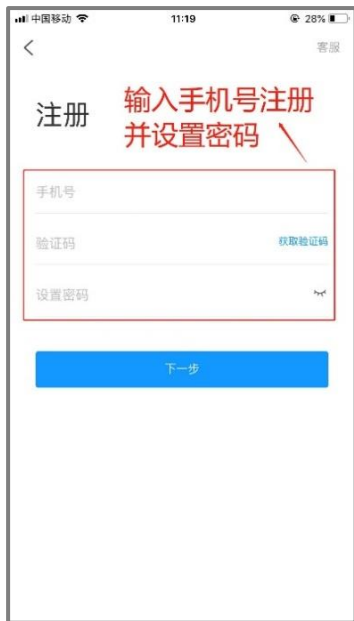 中国移动 11:19 28%
客服
注册
输入手机号注册
并设置密码
手机号
验证码 获取验证码
设置密码
下一步